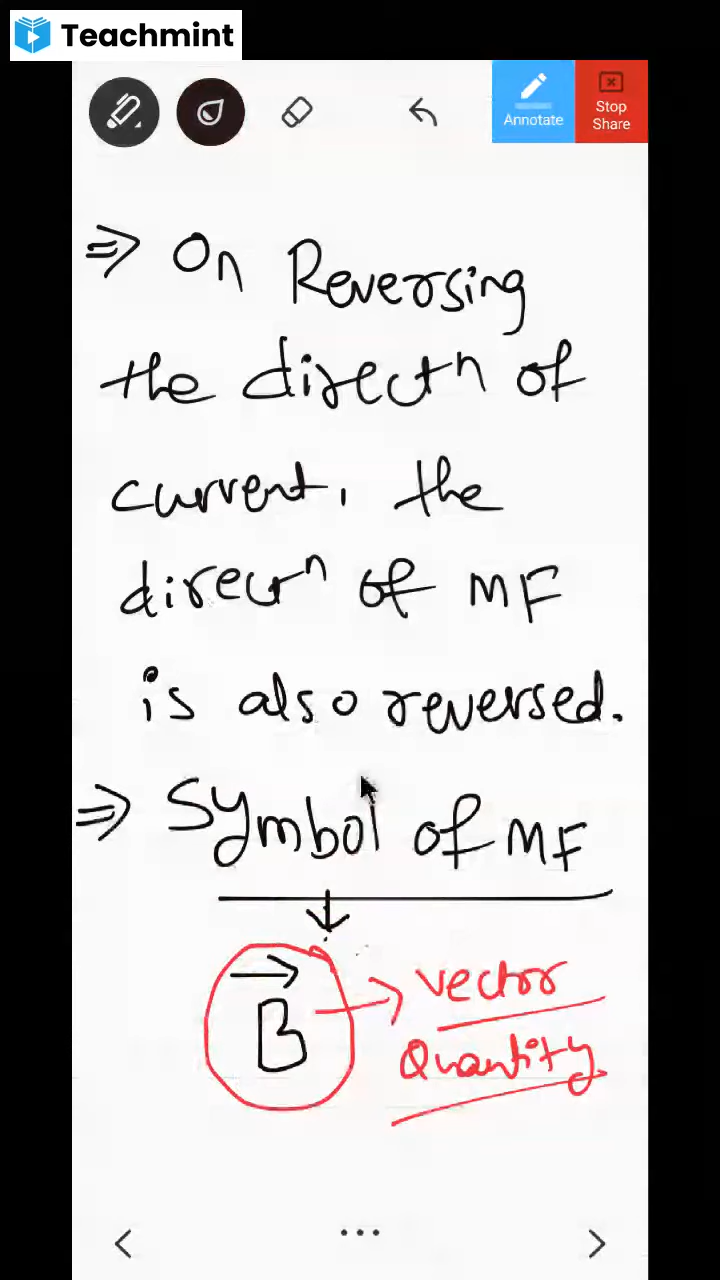 Teachmint
Annotate
Stop
Share
⇒ On Reversing
the directⁿ of
current, the
directⁿ of MF
is also reversed.
⇒ Symbol of MF
↓
→
B → vector
Quantity